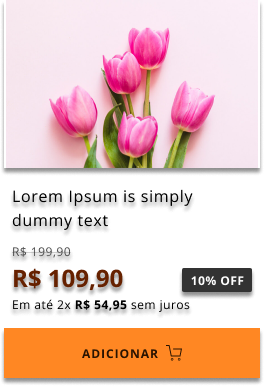 Lorem Ipsum is simply
dummy text
R$ 199,90
R$ 109,90
10% OFF
Em até 2x R$ 54,95 sem juros
ADICIONAR